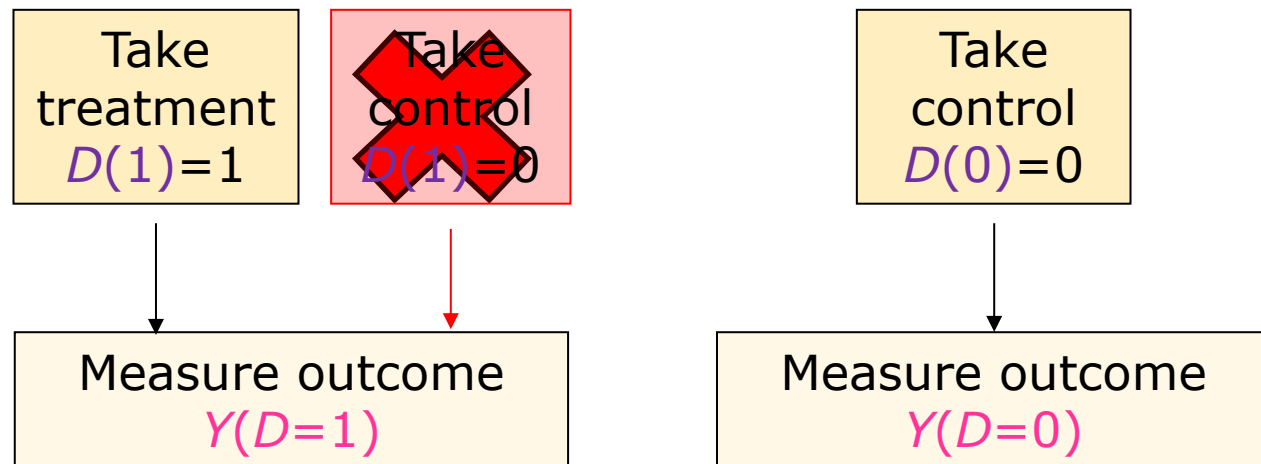 Take
treatment
D(1)=1
Take
control
D(1)=0
Take
control
D(0)=0
Measure outcome
Y(D=1)
Measure outcome
Y(D=0)